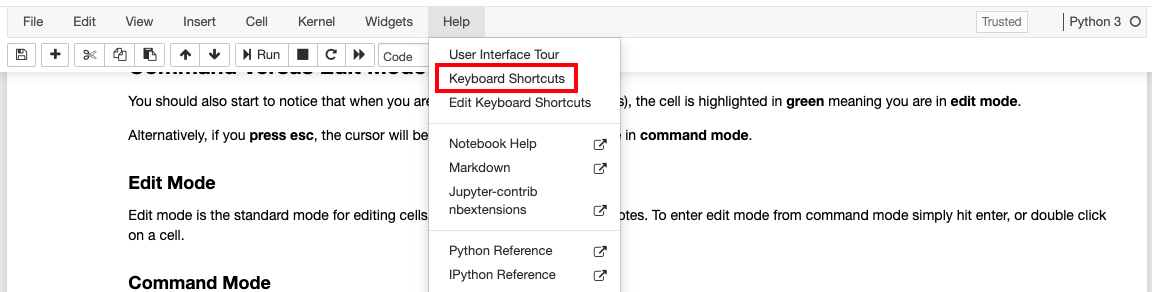 File Edit View Insert Cell Kernel Widgets Help Trusted Python 3
Run Code
User Interface Tour
Keyboard Shortcuts
Edit Keyboard Shortcuts
Notebook Help
Markdown
Jupyter-contrib
nbextensions
Python Reference
IPython Reference
Command Versus Edit Mode
You should also start to notice that when you are s), the cell is highlighted in green meaning you are in edit mode.
Alternatively, if you press esc, the cursor will be in command mode.
Edit Mode
Edit mode is the standard mode for editing cells otes. To enter edit mode from command mode simply hit enter, or double click
on a cell.
Command Mode